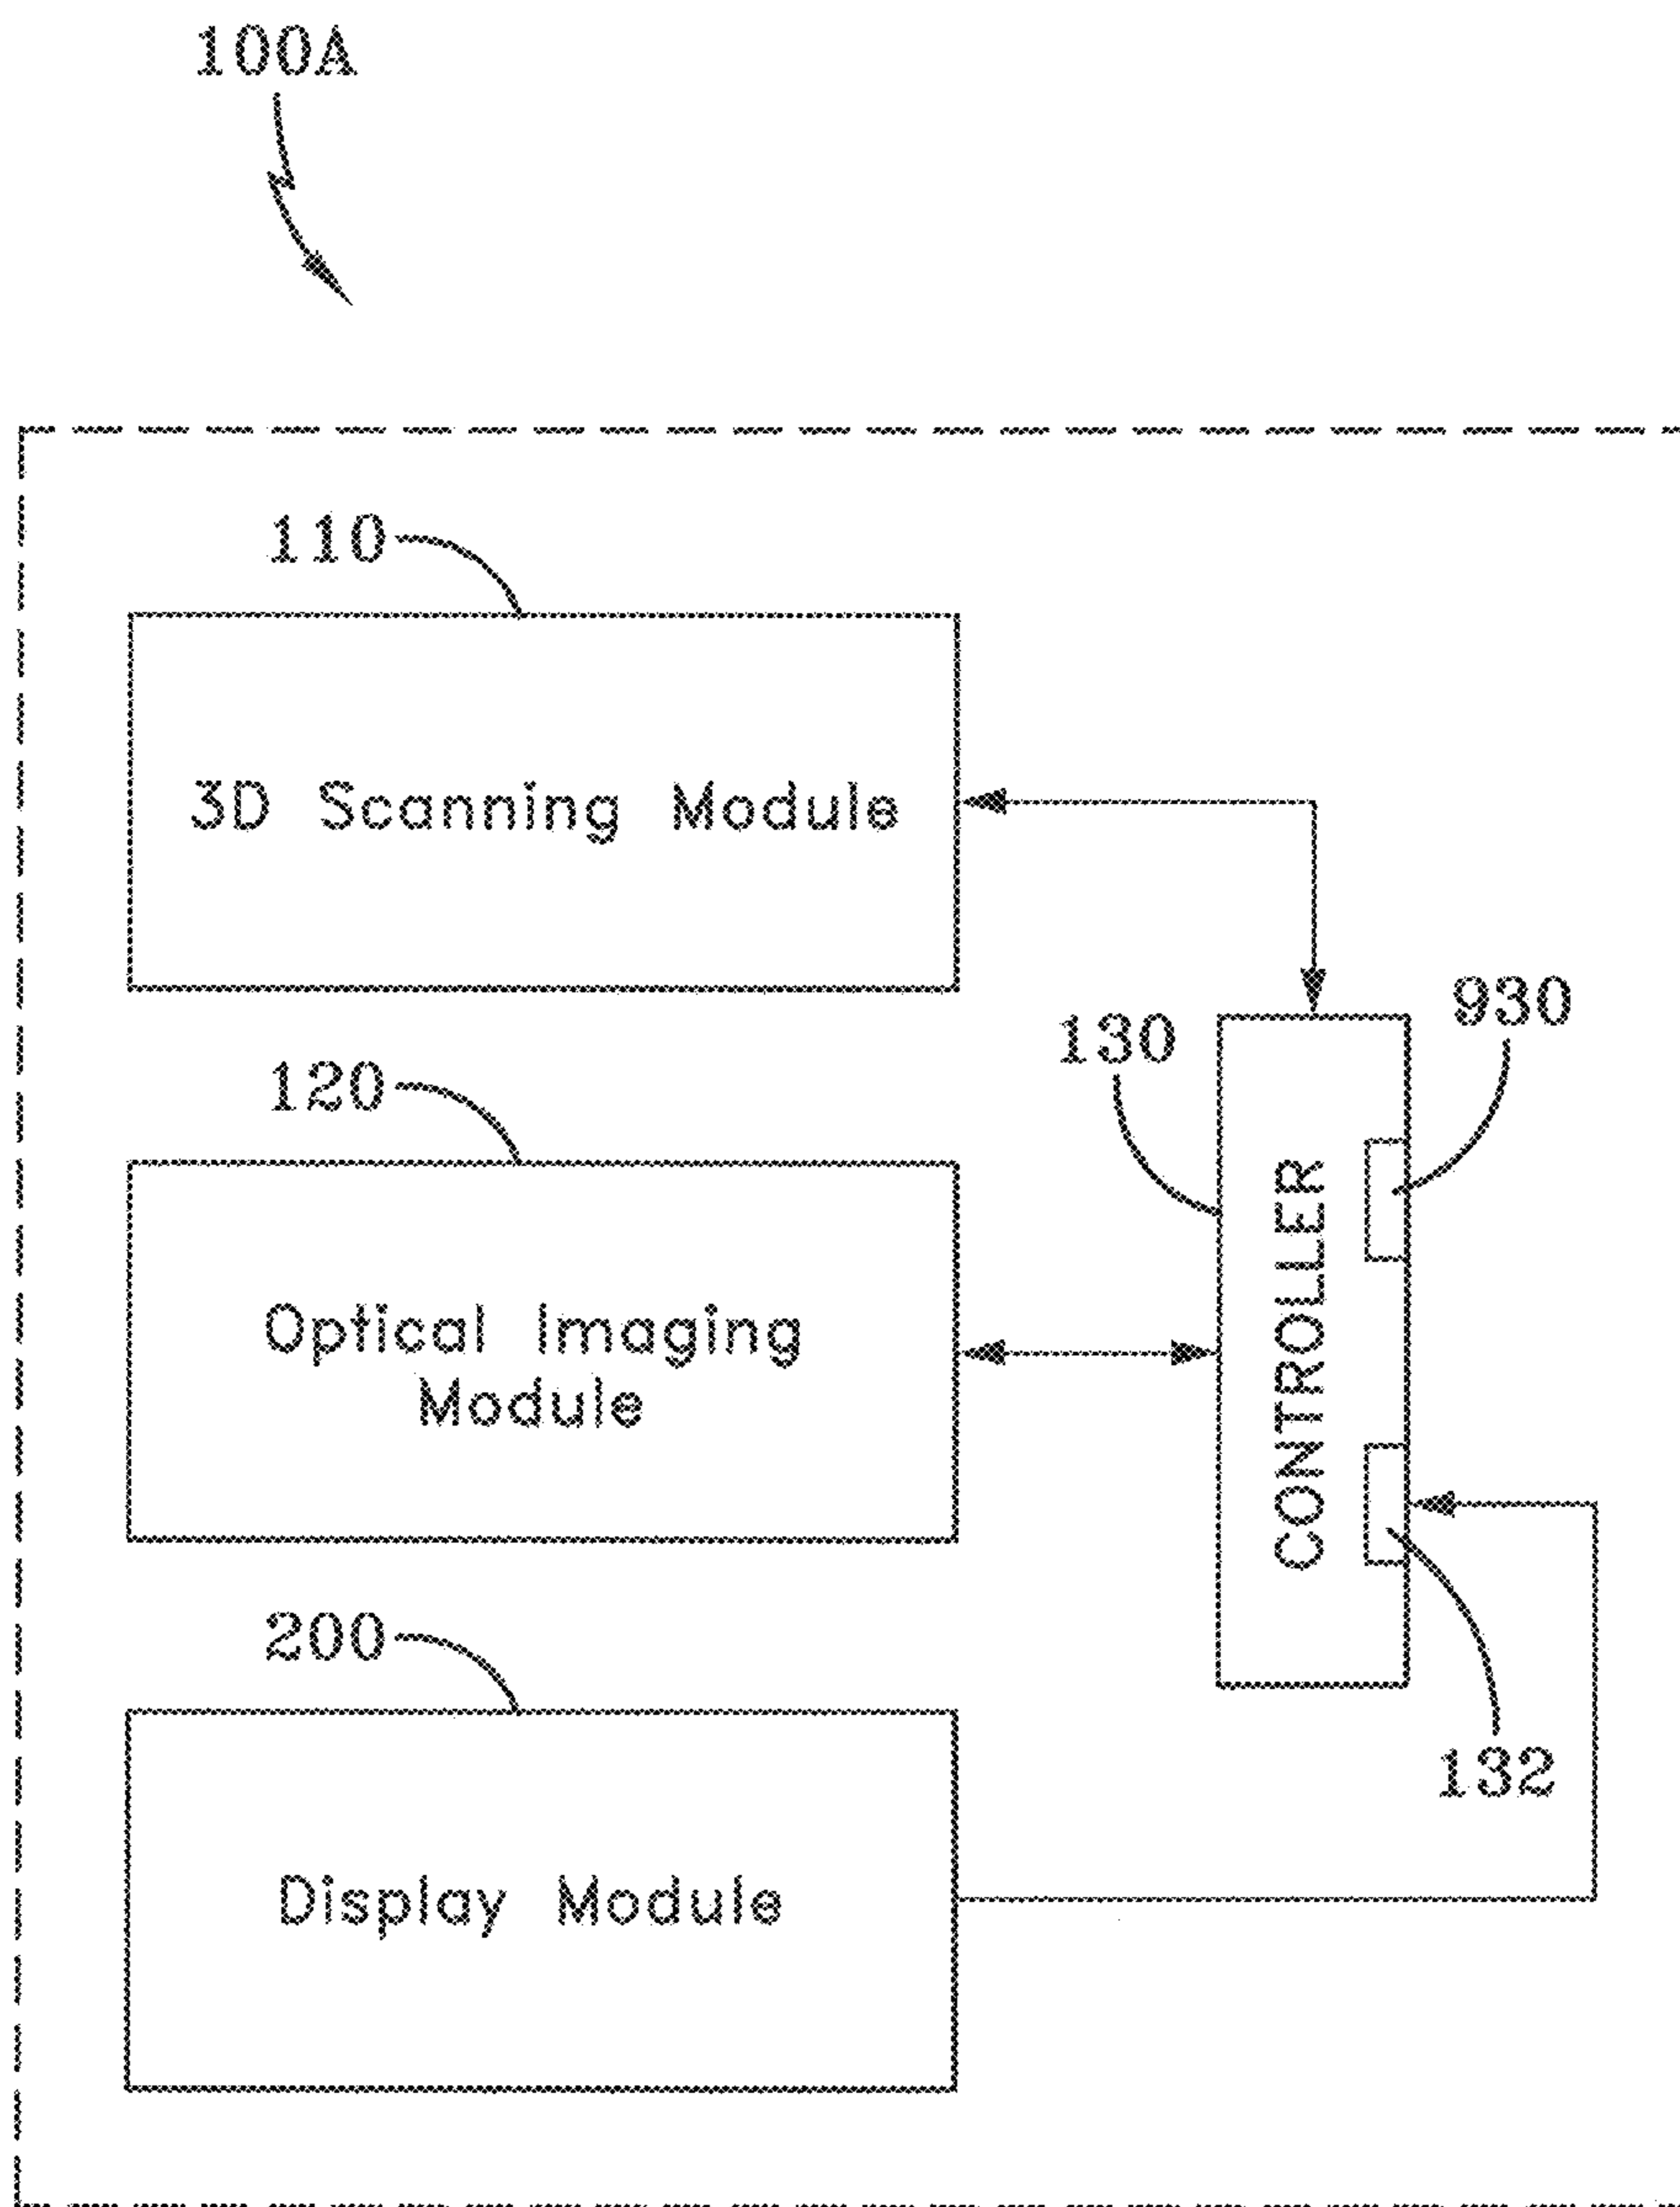 100A
110
3D Scanning Module
930
130
120
CONTROLLER
Optical Imaging
Module
200
132
Display Module